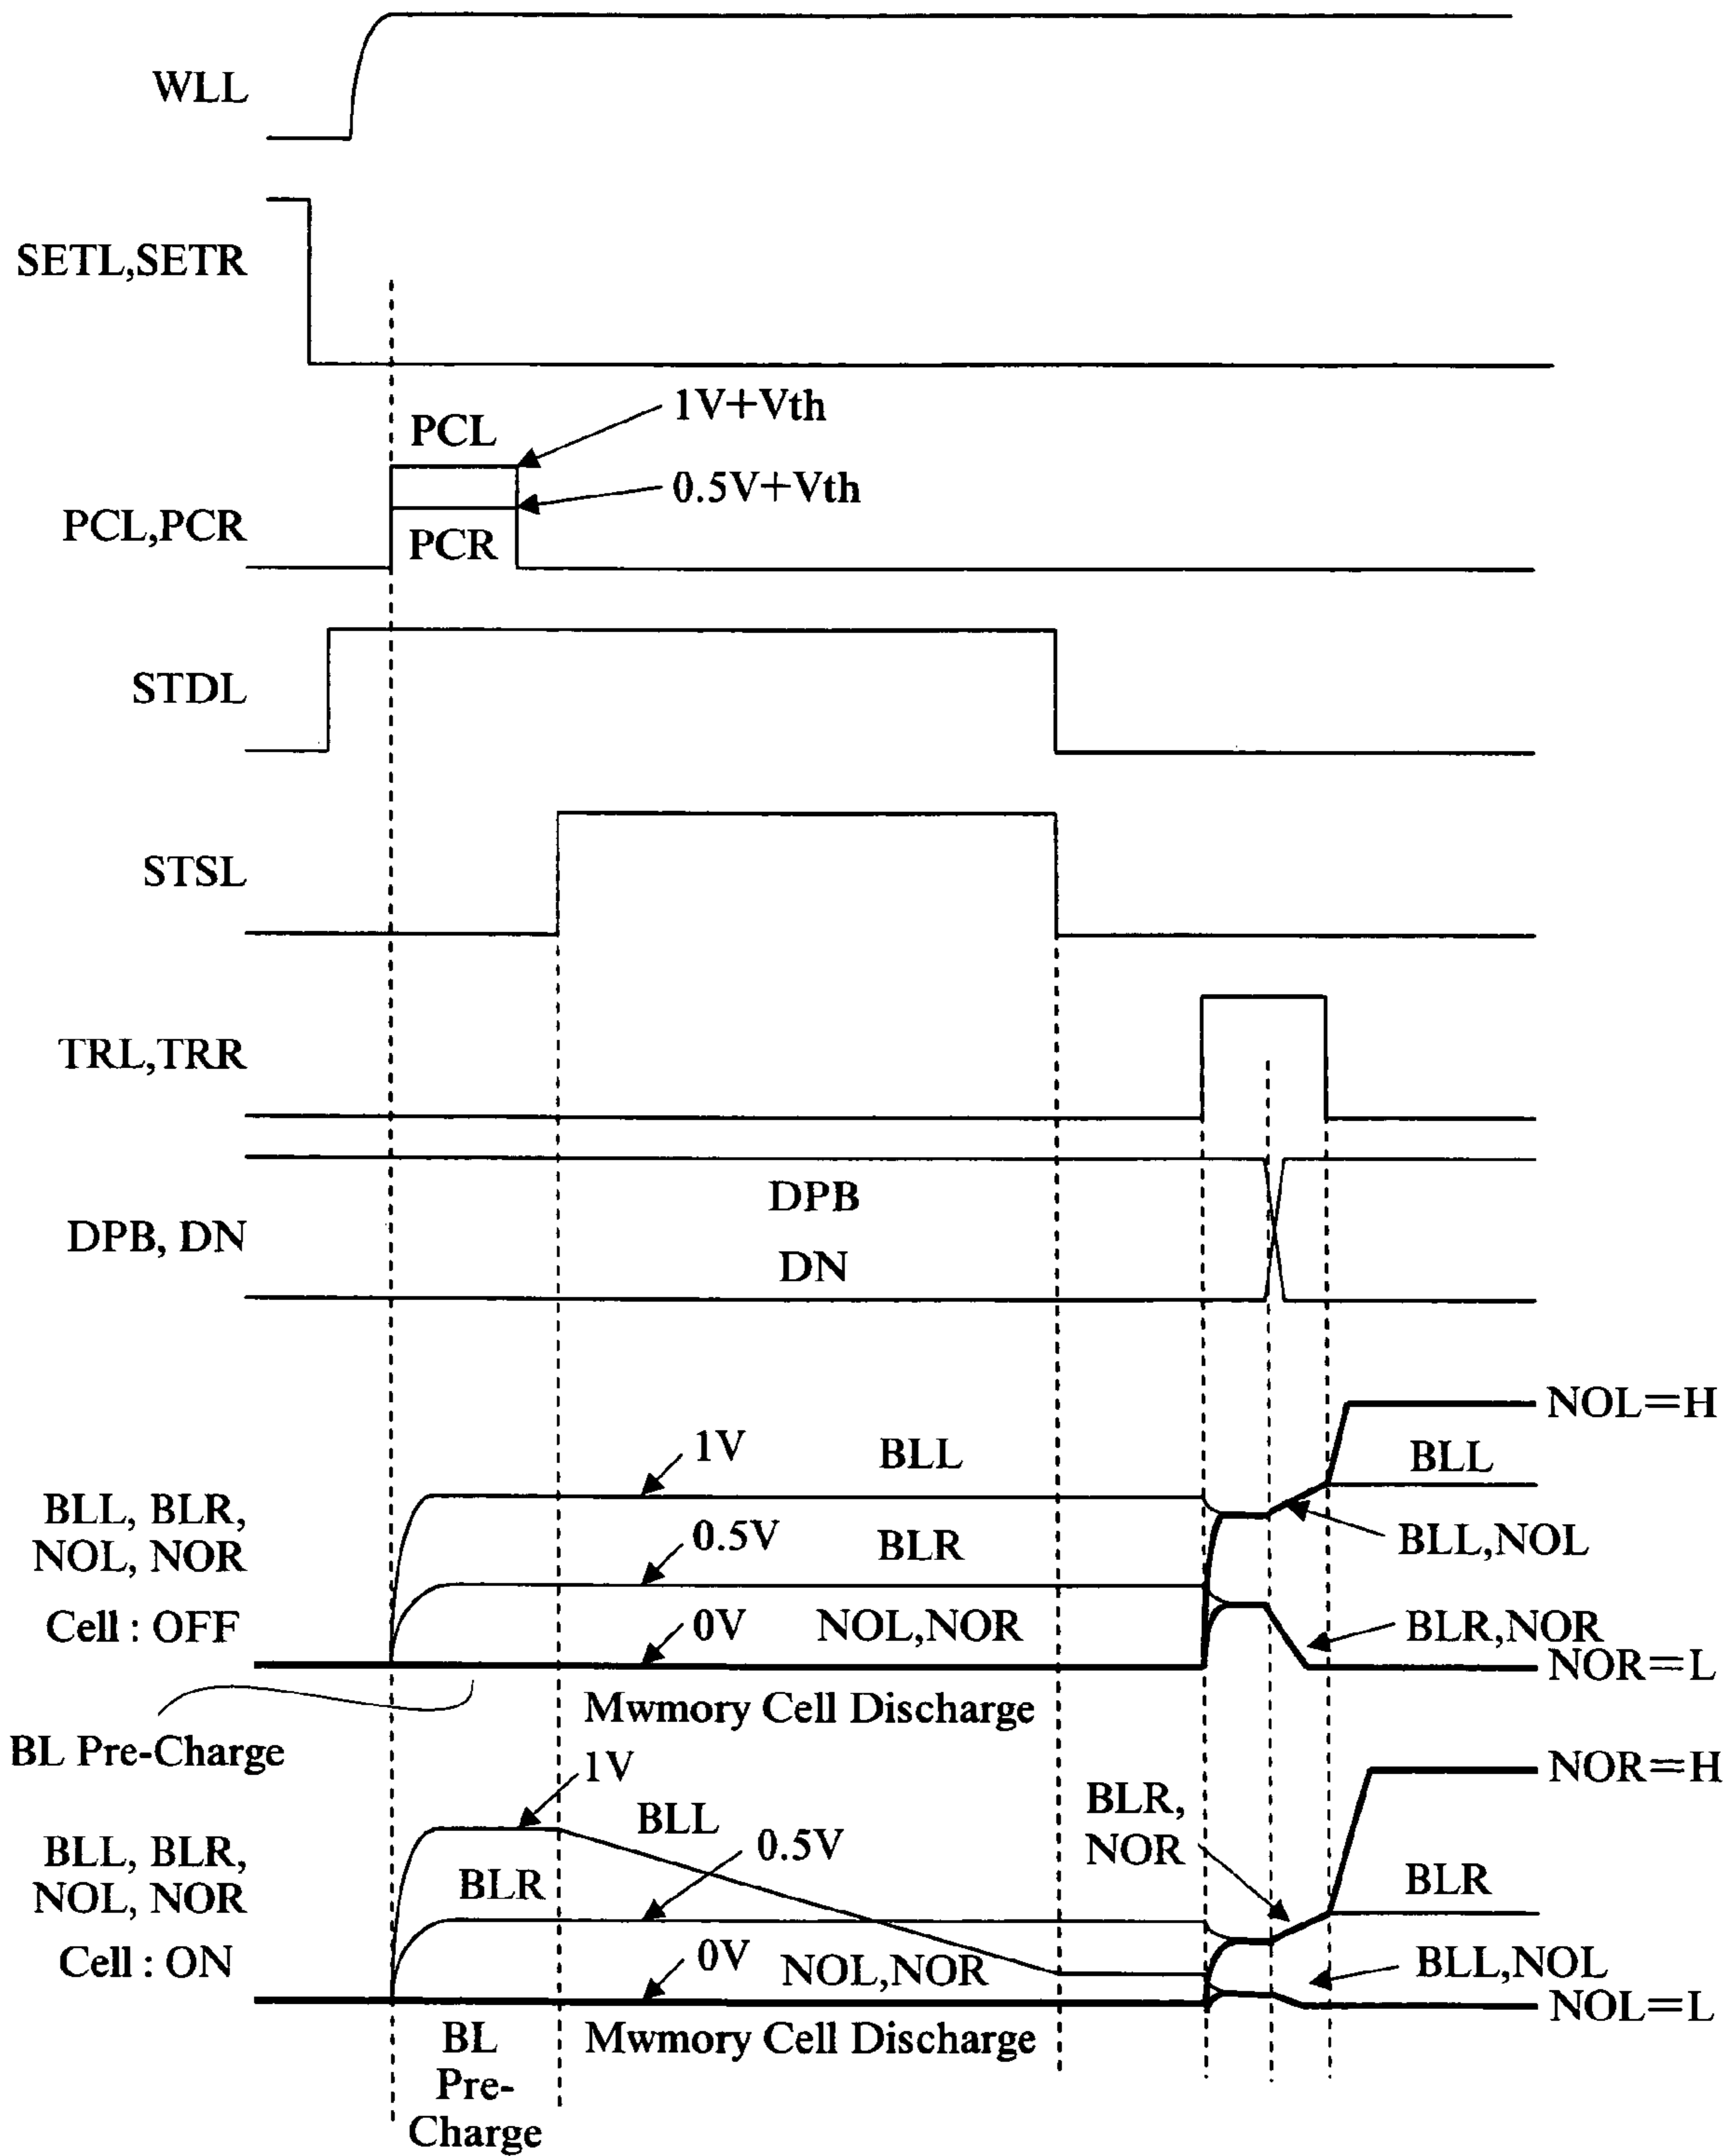 WLL
SETL,SETR
1V+Vth
PCL
0.5V+Vth
PCL,PCR
PCR
STDL
STSL
TRL,TRR
DPB
DPB, DN
DN
NOL=H
1V
BLL
BLL
BLL, BLR,
NOL, NOR
0.5V
BLR
BLL,NOL
Cell : OFF
0V
NOL,NOR
BLR,NOR
NOR=L
Mwmory Cell Discharge
BL Pre-Charge
1V
NOR=H
BLL
BLR,
NOR
0.5V
BLL, BLR,
NOL, NOR
BLR
BLR
Cell : ON
0V
NOL,NOR
BLL,NOL
NOL=L
BL
Pre-
Charge
Mwmory Cell Discharge